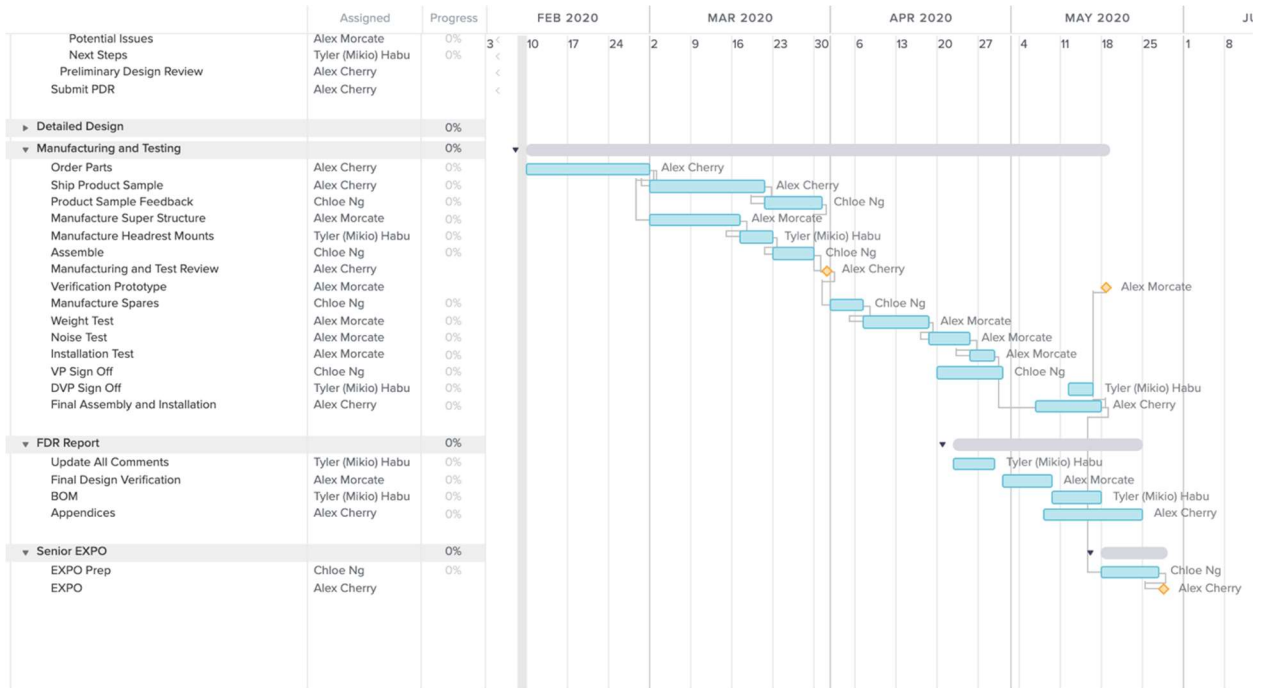 Assigned Progress FEB 2020 MAR 2020 APR 2020 MAY 2020 JU
3 10 17 24 2 9 16 23 30 6 13 20 27 4 11 18 25 1 8
Potential Issues Alex Morcate 0%
Next Steps Tyler (Mikio) Habu 0%
Preliminary Design Review Alex Cherry
Submit PDR Alex Cherry
Detailed Design 0%
Manufacturing and Testing 0%
Order Parts Alex Cherry 0% Alex Cherry
Ship Product Sample Alex Cherry 0% Alex Cherry
Product Sample Feedback Chloe Ng 0% Chloe Ng
Manufacture Super Structure Alex Morcate 0% Alex Morcate
Manufacture Headrest Mounts Tyler (Mikio) Habu 0% Tyler (Mikio) Habu
Assemble Chloe Ng 0% Chloe Ng
Manufacturing and Test Review Alex Cherry Alex Cherry
Verification Prototype Alex Morcate Alex Morcate
Manufacture Spares Chloe Ng 0% Chloe Ng
Weight Test Alex Morcate 0% Alex Morcate
Noise Test Alex Morcate 0% Alex Morcate
Installation Test Alex Morcate 0% Alex Morcate
VP Sign Off Chloe Ng 0% Chloe Ng
DVP Sign Off Tyler (Mikio) Habu 0% Tyler (Mikio) Habu
Final Assembly and Installation Alex Cherry 0% Alex Cherry
FDR Report 0%
Update All Comments Tyler (Mikio) Habu 0% Tyler (Mikio) Habu
Final Design Verification Alex Morcate 0% Alex Morcate
BOM Tyler (Mikio) Habu 0% Tyler (Mikio) Habu
Appendices Alex Cherry 0% Alex Cherry
Senior EXPO 0%
EXPO Prep Chloe Ng 0% Chloe Ng
EXPO Alex Cherry Alex Cherry